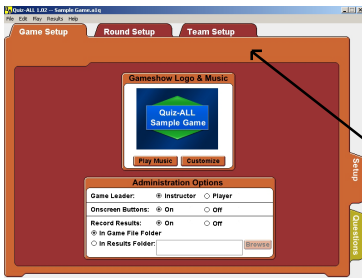 Quiz-ALL 1.02 -- Sample Game.a1q
File Edit Play Results Help
Game Setup Round Setup Team Setup
Gameshow Logo & Music
Quiz-ALL
Sample Game
Play Music Customize
Setup
Questions
Administration Options
Game Leader: Instructor Player
Onscreen Buttons: On Off
Record Results: On Off
In Game File Folder
In Results Folder: Browse